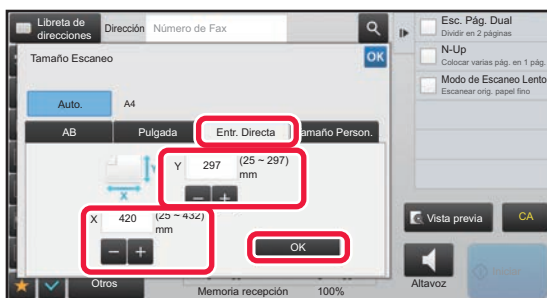 Libreta de
direcciones
Dirección
Número de Fax
Tamaño Escaneo
OK
Auto.
A4
AB
Pulgada
Entr. Directa
Tamaño Person.
Y
297
(25 ~ 297)
mm
X
420
(25 ~ 432)
mm
OK
Otros
Memoria recepción
100%
Esc. Pág. Dual
Dividir en 2 páginas
N-Up
Colocar varias pág. en 1 pág.
Modo de Escaneo Lento
Escanear orig. papel fino
Vista previa
CA
Altavoz